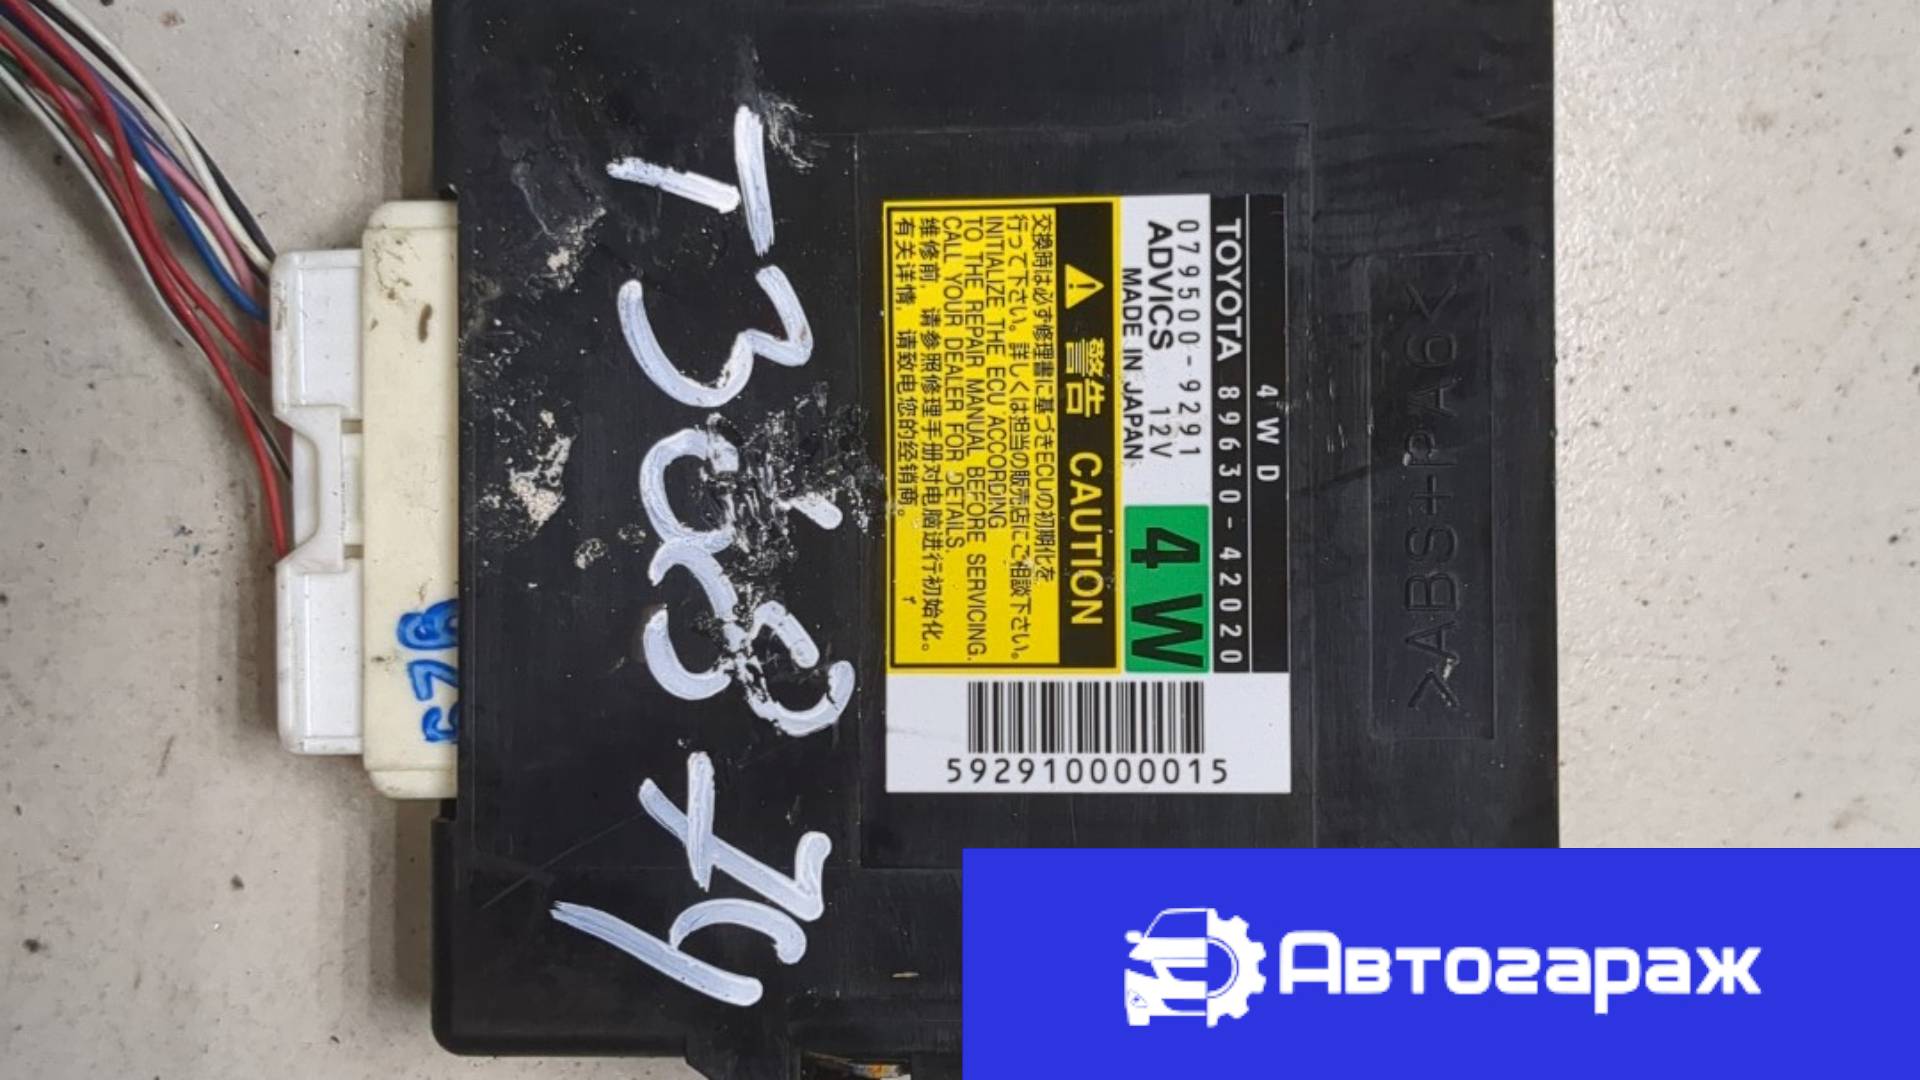 4WD
TOYOTA 89630-42020
079500-9291
ADVICS 12V
MADE IN JAPAN
4W
警告 CAUTION
交換時は必ず修理書に基づきECUの初期化を
行って下さい。詳しくは担当の販売店にご相談下さい。
INITIALIZE THE ECU ACCORDING
TO THE REPAIR MANUAL BEFORE SERVICING.
CALL YOUR DEALER FOR DETAILS.
维修前，请参照修理手册对电脑进行初始化。
有关详情，请致电您的经销商。
592910000015
>ABS+PA6<
Автогараж